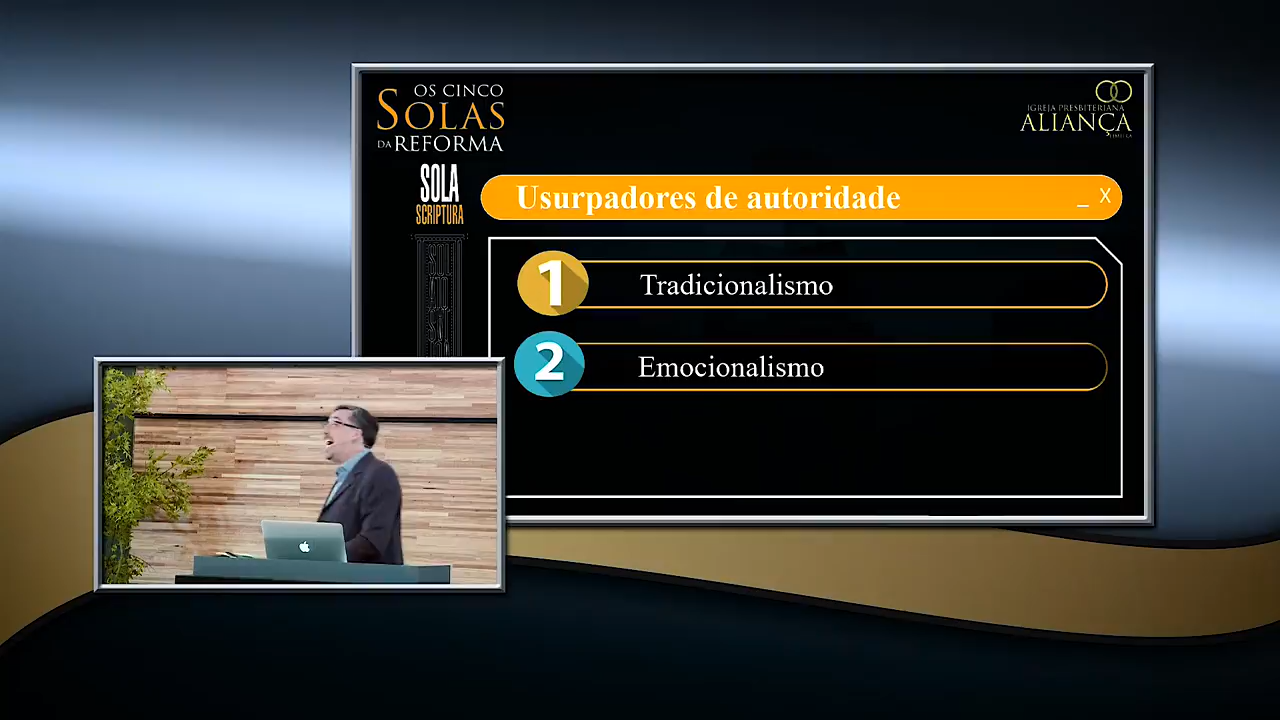 OS CINCO
SOLAS
DA REFORMA
IGREJA PRESBITERIANA
ALIANÇA
SOLA
SCRIPTURA
Usurpadores de autoridade
_ X
1 Tradicionalismo
2 Emocionalismo